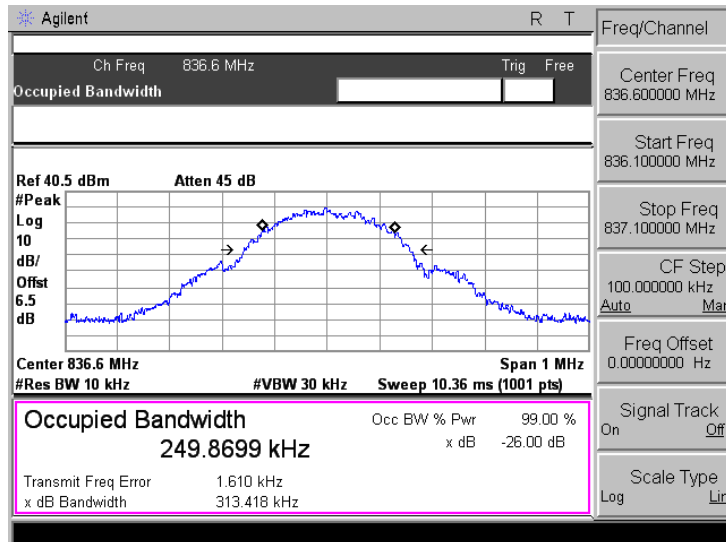 Agilent R T
Ch Freq 836.6 MHz Trig Free
Occupied Bandwidth
Ref 40.5 dBm Atten 45 dB
#Peak
Log
10
dB/
Offst
6.5
dB
Center 836.6 MHz Span 1 MHz
#Res BW 10 kHz #VBW 30 kHz Sweep 10.36 ms (1001 pts)
Occupied Bandwidth Occ BW % Pwr 99.00 %
249.8699 kHz x dB -26.00 dB
Transmit Freq Error 1.610 kHz
x dB Bandwidth 313.418 kHz
Freq/Channel
Center Freq
836.600000 MHz
Start Freq
836.100000 MHz
Stop Freq
837.100000 MHz
CF Step
100.000000 kHz
Auto Man
Freq Offset
0.00000000 Hz
Signal Track
On Off
Scale Type
Log Lin